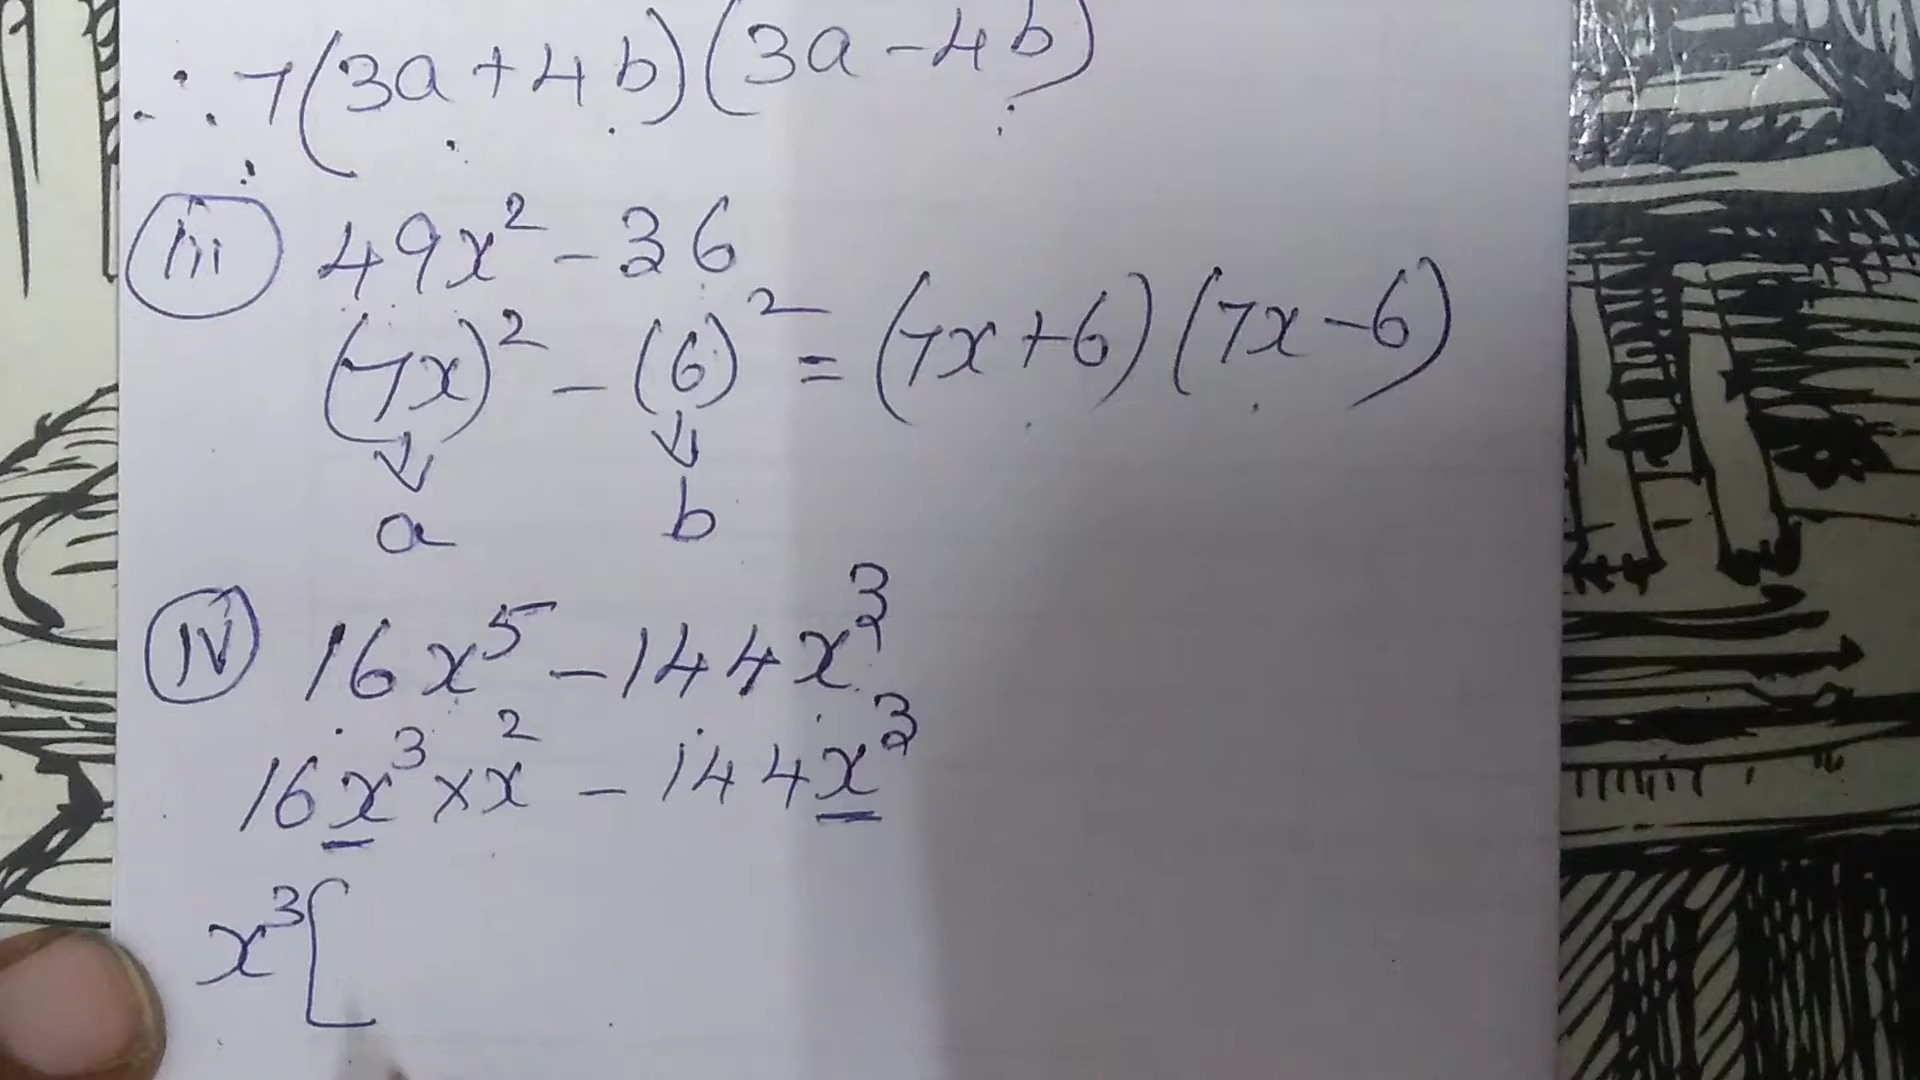 ∴ 7(3a+4b)(3a-4b)
iii 49x²-36
(7x)² - (6)² = (7x+6)(7x-6)
a b
iv 16x⁵-144x³
16x³×x² - 144x³
x³[